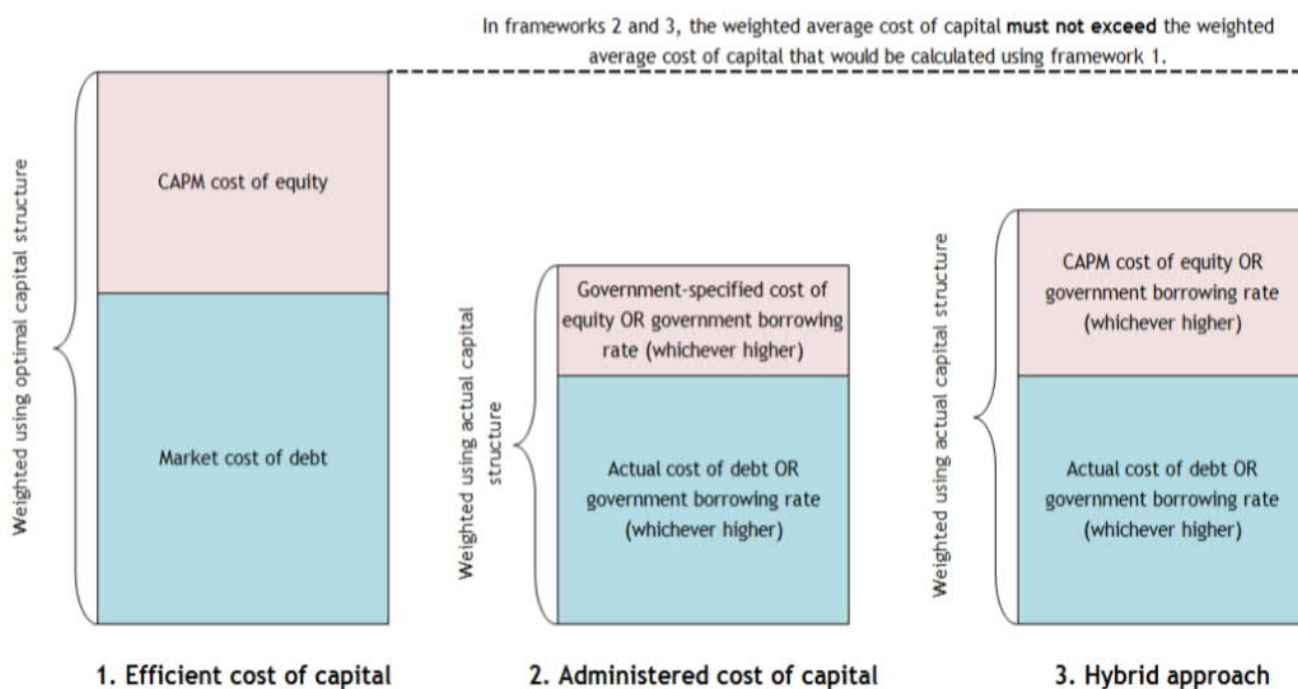 In frameworks 2 and 3, the weighted average cost of capital must not exceed the weighted
average cost of capital that would be calculated using framework 1.
Weighted using optimal capital structure
CAPM cost of equity
Market cost of debt
1. Efficient cost of capital
Weighted using actual capital
structure
Government-specified cost of
equity OR government borrowing
rate (whichever higher)
Actual cost of debt OR
government borrowing rate
(whichever higher)
2. Administered cost of capital
Weighted using actual capital structure
CAPM cost of equity OR
government borrowing rate
(whichever higher)
Actual cost of debt OR
government borrowing rate
(whichever higher)
3. Hybrid approach